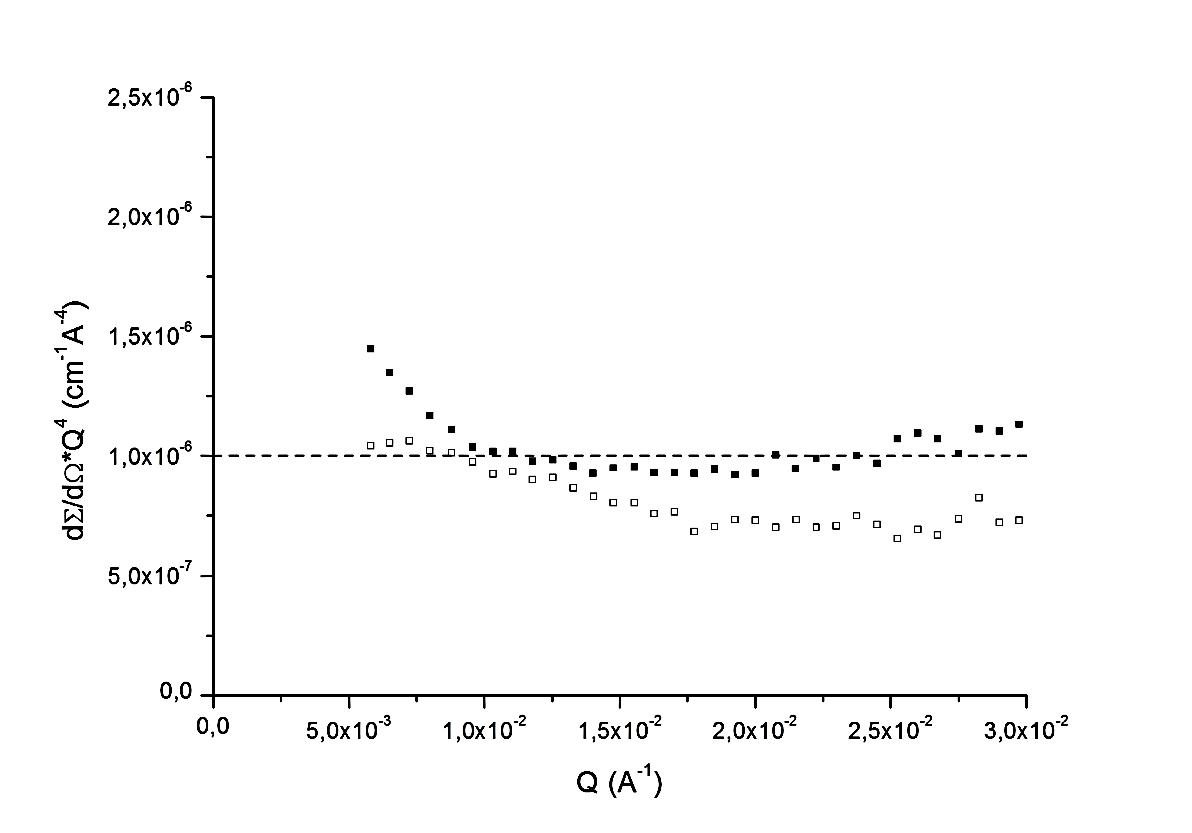 2,5x10⁻⁶
2,0x10⁻⁶
1,5x10⁻⁶
1,0x10⁻⁶
5,0x10⁻⁷
0,0
dΣ/dΩ*Q⁴ (cm⁻¹A⁻⁴)
0,0 5,0x10⁻³ 1,0x10⁻² 1,5x10⁻² 2,0x10⁻² 2,5x10⁻² 3,0x10⁻²
Q (A⁻¹)